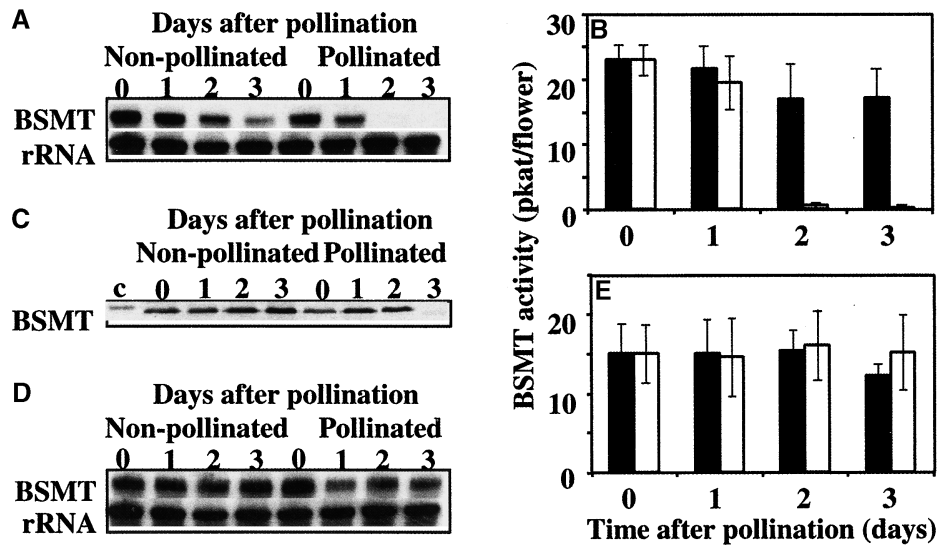 A
Days after pollination
Non-pollinated Pollinated
0 1 2 3 0 1 2 3
BSMT
rRNA
C
Days after pollination
Non-pollinated Pollinated
c 0 1 2 3 0 1 2 3
BSMT
D
Days after pollination
Non-pollinated Pollinated
0 1 2 3 0 1 2 3
BSMT
rRNA
BSMT activity (pkat/flower)
B
30
20
10
0
0 1 2 3
E
20
10
0
0 1 2 3
Time after pollination (days)